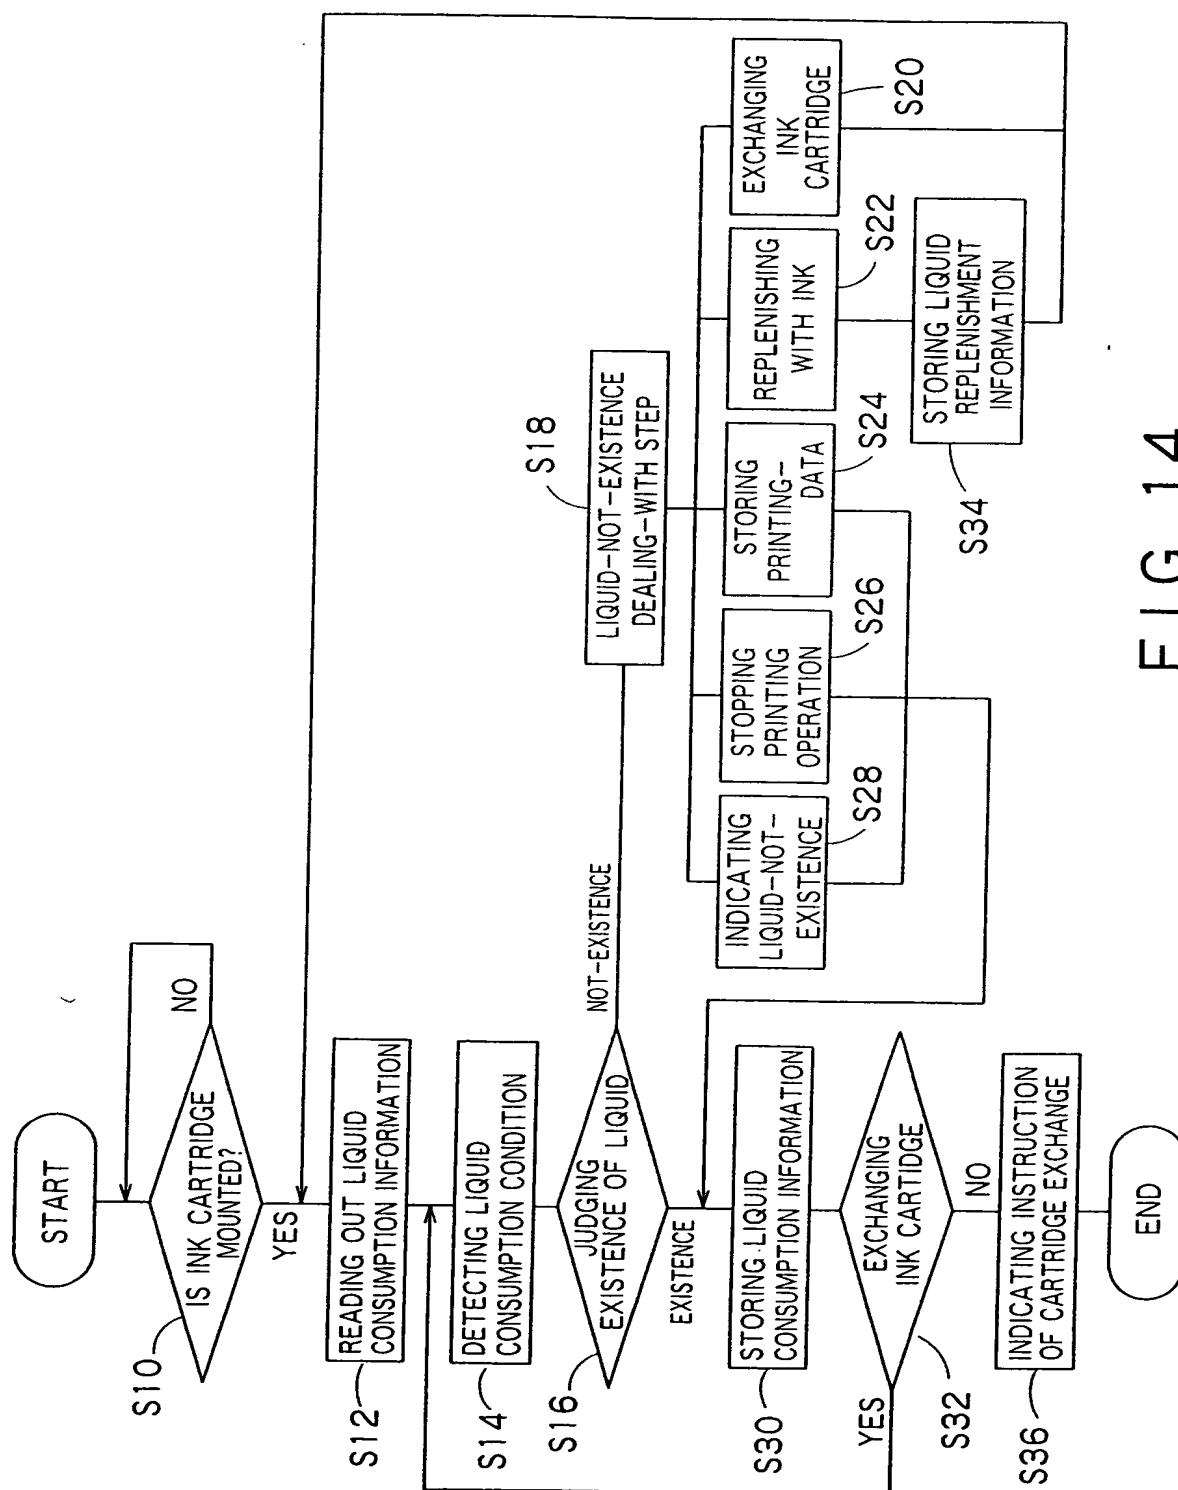 START
IS INK CARTRIDGE
MOUNTED?
NO
YES
S10
READING OUT LIQUID
CONSUMPTION INFORMATION
S12
DETECTING LIQUID
CONSUMPTION CONDITION
S14
JUDGING
EXISTENCE OF LIQUID
S16
NOT-EXISTENCE
EXISTENCE
LIQUID-NOT-EXISTENCE
DEALING-WITH STEP
S18
INDICATING
LIQUID-NOT-
EXISTENCE
S28
STOPPING
PRINTING
OPERATION
S26
STORING
PRINTING-
DATA
S24
REPLENISHING
WITH INK
S22
EXCHANGING
INK
CARTRIDGE
S20
STORING LIQUID
REPLENISHMENT
INFORMATION
S34
STORING LIQUID
CONSUMPTION INFORMATION
S30
EXCHANGING
INK CARTIDGE
YES
NO
S32
INDICATING INSTRUCTION
OF CARTRIDGE EXCHANGE
S36
END
FIG 14